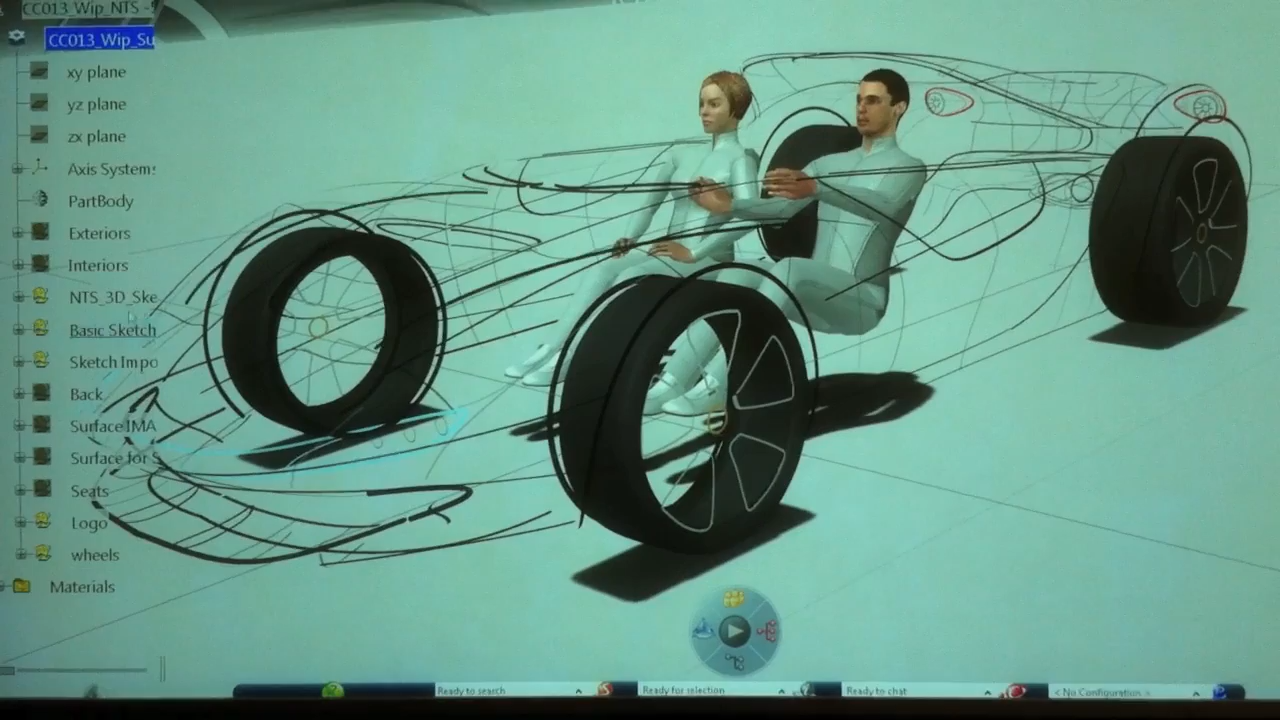 CC013_Wip_NTS -
CC013_Wip_Su
xy plane
yz plane
zx plane
Axis System
PartBody
Exteriors
Interiors
NTS_3D_Ske
Basic Sketch
Sketch Impo
Back
Surface IMA
Surface for S
Seats
Logo
wheels
Materials
Ready to search
Ready for selection
Ready to chat
< No Configuration >